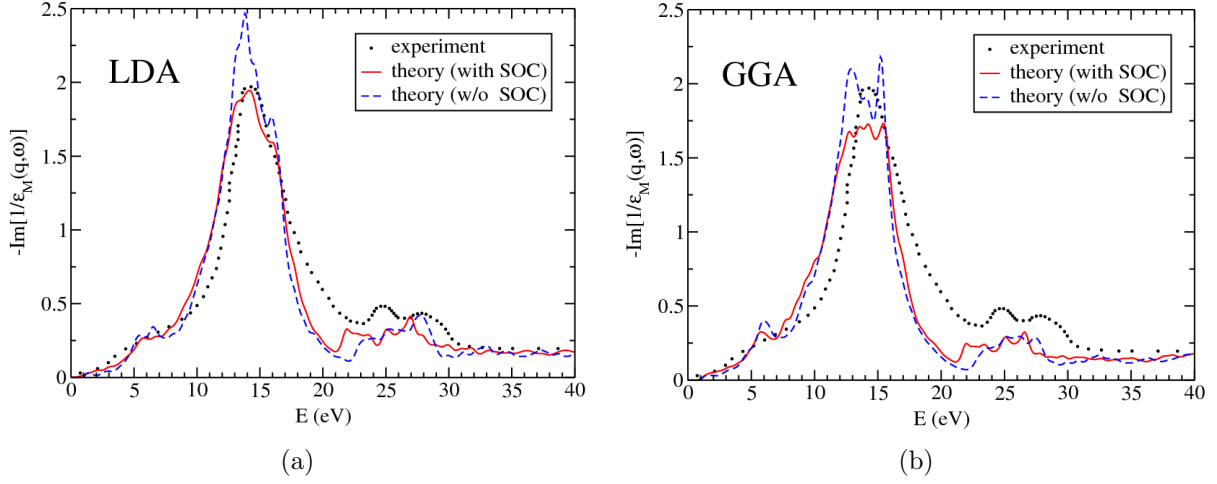 2.5
2
1.5
1
0.5
0
-Im[1/ε_M(q,ω)]
LDA
experiment
theory (with SOC)
theory (w/o SOC)
0 5 10 15 20 25 30 35 40
E (eV)
(a)
2.5
2
1.5
1
0.5
0
-Im[1/ε_M(q,ω)]
GGA
experiment
theory (with SOC)
theory (w/o SOC)
0 5 10 15 20 25 30 35 40
E (eV)
(b)